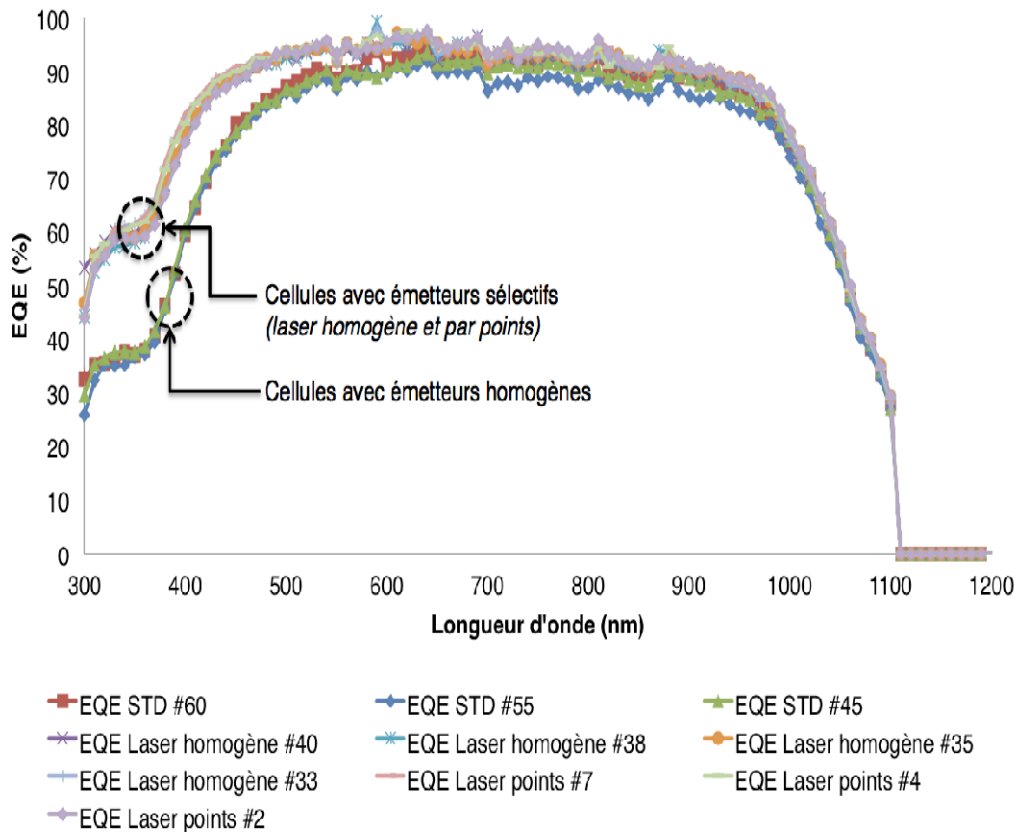 100
90
80
70
60
50
40
30
20
10
0
EQE (%)
Cellules avec émetteurs sélectifs
(laser homogène et par points)
Cellules avec émetteurs homogènes
300 400 500 600 700 800 900 1000 1100 1200
Longueur d'onde (nm)
EQE STD #60 EQE STD #55 EQE STD #45
EQE Laser homogène #40 EQE Laser homogène #38 EQE Laser homogène #35
EQE Laser homogène #33 EQE Laser points #7 EQE Laser points #4
EQE Laser points #2